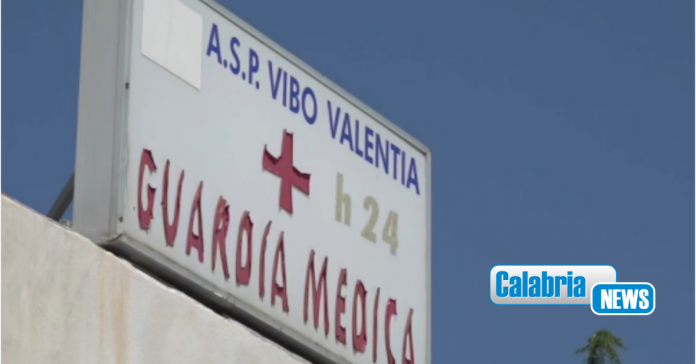 A.S.P. VIBO VALENTIA
h 24
GUARDIA MEDICA
Calabria
NEWS